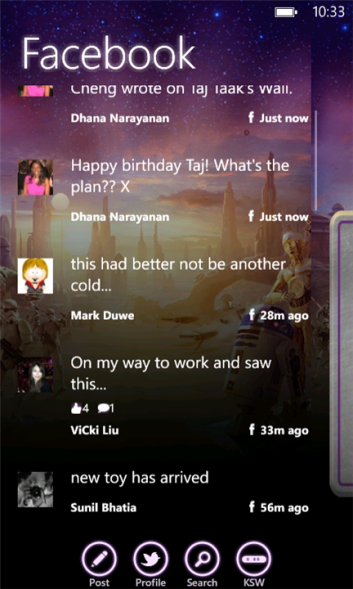 10:33
Facebook
Cheng wrote on Taj Taak's Wall.
Dhana Narayanan
f Just now
Happy birthday Taj! What's the
plan?? X
Dhana Narayanan
f Just now
this had better not be another
cold...
Mark Duwe
f 28m ago
On my way to work and saw
this...
4 1
ViCki Liu
f 33m ago
new toy has arrived
Sunil Bhatia
f 56m ago
Post Profile Search KSW